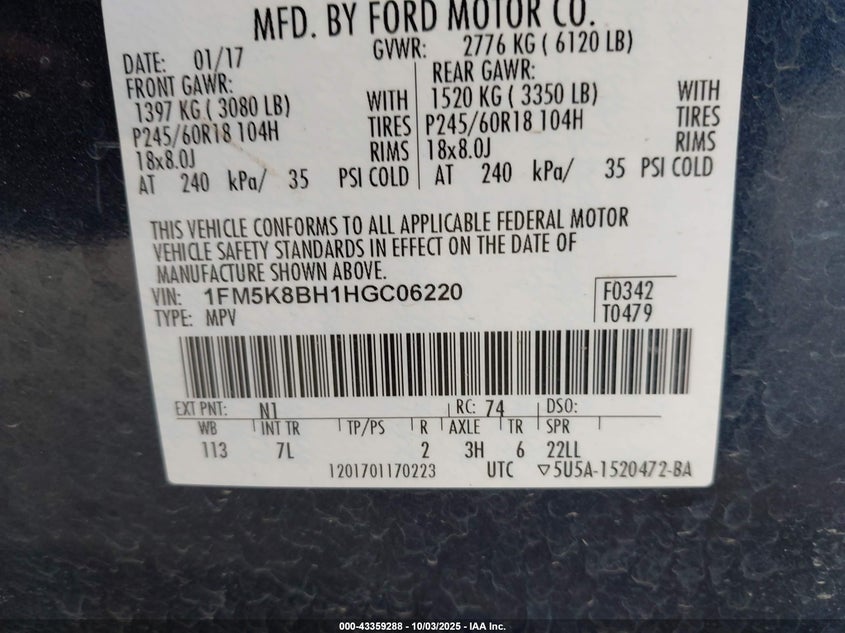 MFD. BY FORD MOTOR CO.
DATE: 01/17 GVWR: 2776 KG ( 6120 LB)
FRONT GAWR: REAR GAWR:
1397 KG ( 3080 LB) WITH 1520 KG ( 3350 LB) WITH
P245/60R18 104H TIRES P245/60R18 104H TIRES
18x8.0J RIMS 18x8.0J RIMS
AT 240 kPa/ 35 PSI COLD AT 240 kPa/ 35 PSI COLD
THIS VEHICLE CONFORMS TO ALL APPLICABLE FEDERAL MOTOR
VEHICLE SAFETY STANDARDS IN EFFECT ON THE DATE OF
MANUFACTURE SHOWN ABOVE.
VIN: 1FM5K8BH1HGC06220 F0342
TYPE: MPV T0479
EXT PNT: N1 RC: 74 DSO:
WB INT TR TP/PS R AXLE TR SPR
113 7L 2 3H 6 22LL
1201701170223 UTC ▽5U5A-1520472-BA
000-43359288 - 10/03/2025 - IAA Inc.